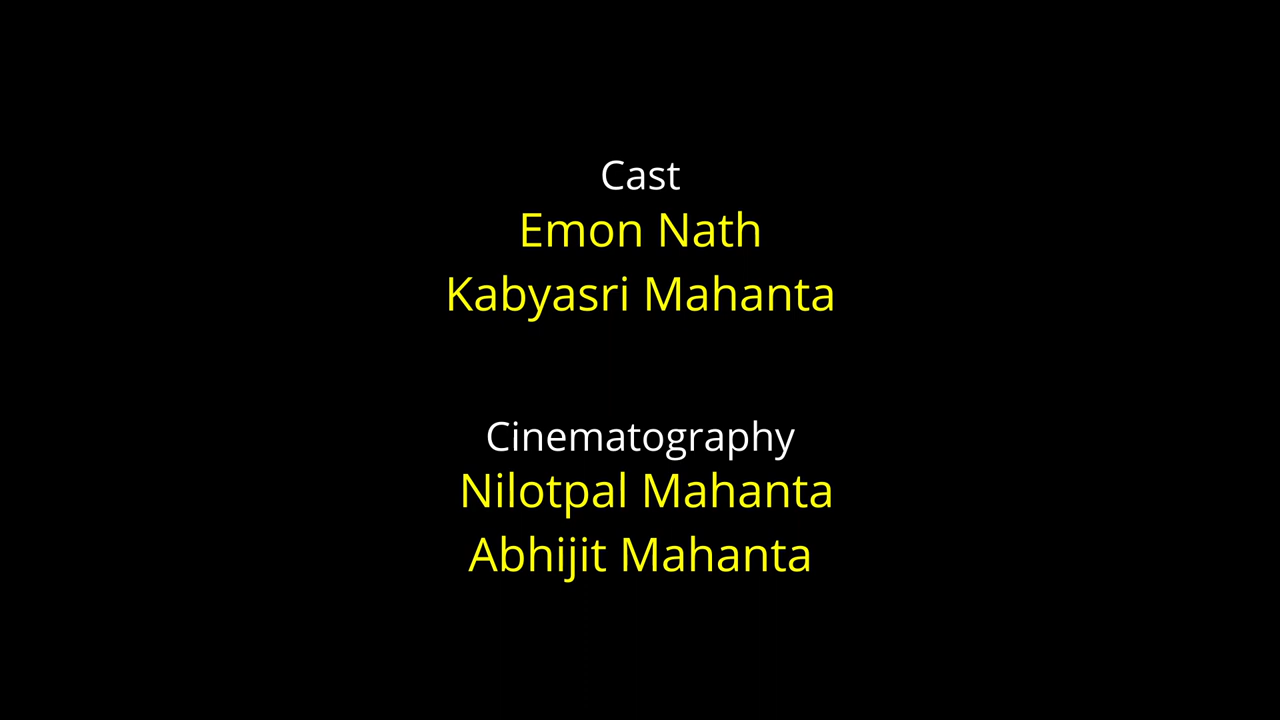 Cast
Emon Nath
Kabyasri Mahanta
Cinematography
Nilotpal Mahanta
Abhijit Mahanta